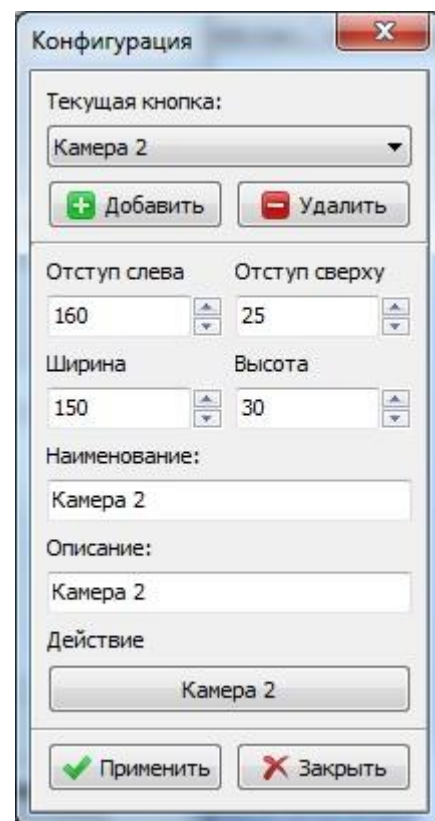 Конфигурация
Текущая кнопка:
Камера 2
Добавить Удалить
Отступ слева Отступ сверху
160 25
Ширина Высота
150 30
Наименование:
Камера 2
Описание:
Камера 2
Действие
Камера 2
Применить Закрыть